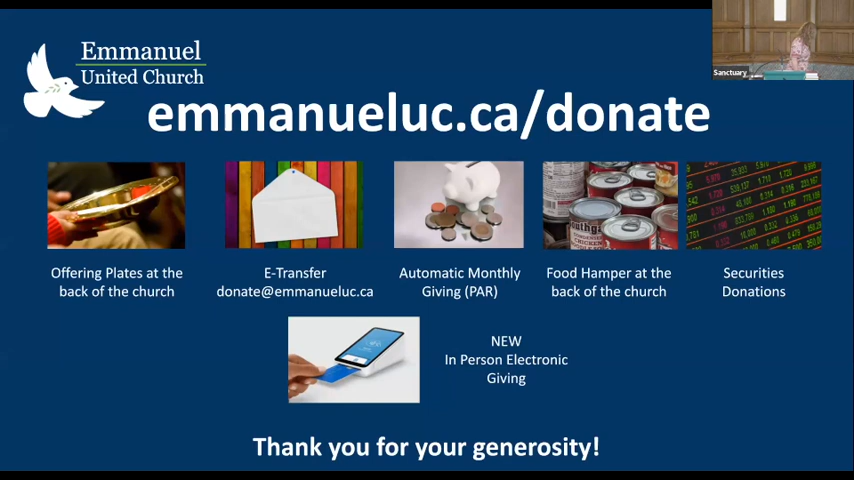 Emmanuel
United Church
Sanctuary
emmanueluc.ca/donate
Offering Plates at the
back of the church
E-Transfer
donate@emmanueluc.ca
Automatic Monthly
Giving (PAR)
Food Hamper at the
back of the church
Securities
Donations
NEW
In Person Electronic
Giving
Thank you for your generosity!